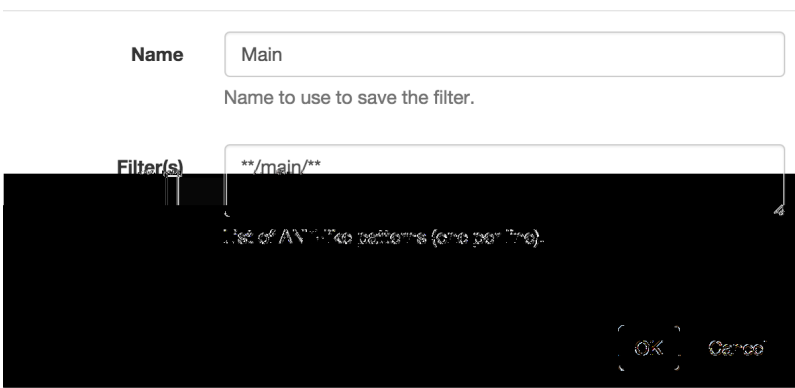 Name
Main
Name to use to save the filter.
Filter(s)
**/main/**
List of ANT-like patterns (one per line).
OK
Cancel